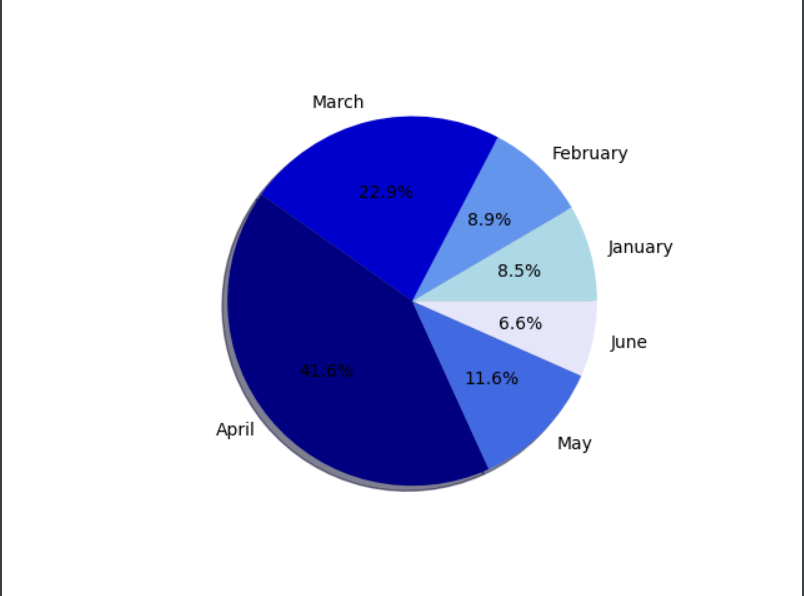 March
February
22.9%
8.9%
January
8.5%
6.6%
June
41.6%
11.6%
April
May